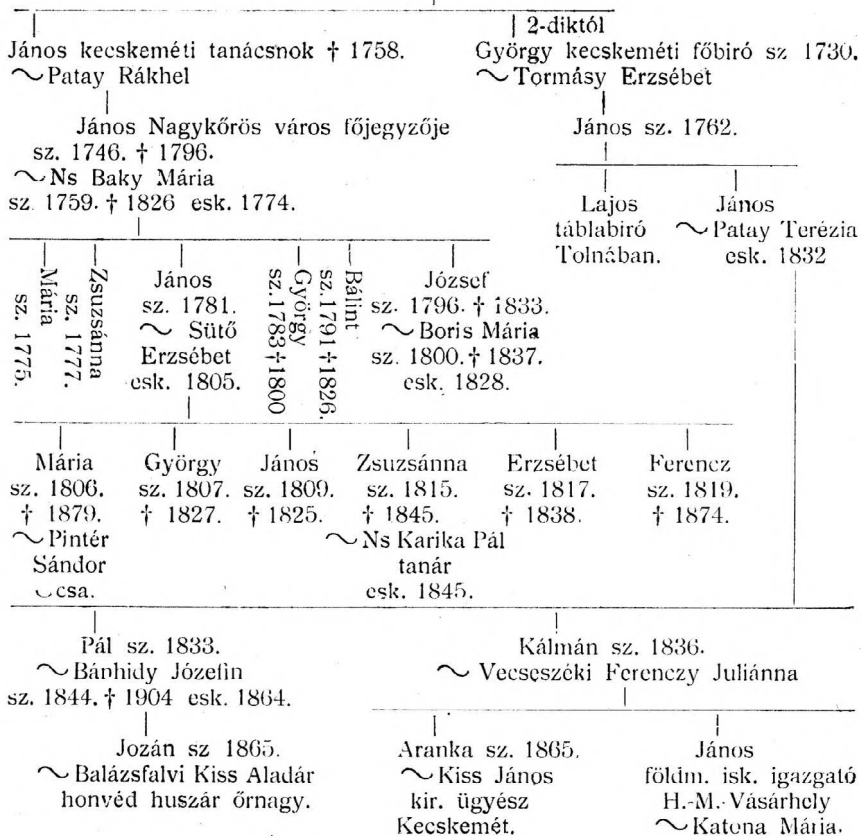 2-diktól
János kecskeméti tanácsnok † 1758.
~ Patay Rákhel
György kecskeméti főbiró sz 1730.
~ Tormásy Erzsébet
János Nagykőrös város főjegyzője
sz. 1746. † 1796.
~ Ns Baky Mária
sz. 1759. † 1826 esk. 1774.
János sz. 1762.
Lajos
táblabiró
Tolnában.
János
~ Patay Terézia
esk. 1832
Mária
sz. 1775.
Zsuzsánna
sz. 1777.
János
sz. 1781.
~ Sütő
Erzsébet
esk. 1805.
György
sz. 1783 † 1800
Bálint
sz. 1791 † 1826.
József
sz. 1796. † 1833.
~ Boris Mária
sz. 1800. † 1837.
esk. 1828.
Mária
sz. 1806.
† 1879.
~ Pintér
Sándor
csa.
György
sz. 1807.
† 1827.
János
sz. 1809.
† 1825.
Zsuzsánna
sz. 1815.
† 1845.
~ Ns Karika Pál
tanár
esk. 1845.
Erzsébet
sz. 1817.
† 1838.
Ferencz
sz. 1819.
† 1874.
Pál sz. 1833.
~ Bánhidy Józefin
sz. 1844. † 1904 esk. 1864.
Kálmán sz. 1836.
~ Vecseszéki Ferenczy Juliánna
Jozán sz 1865.
~ Balázsfalvi Kiss Aladár
honvéd huszár őrnagy.
Aranka sz. 1865.
~ Kiss János
kir. ügyész
Kecskemét.
János
földm. isk. igazgató
H.-M.-Vásárhely
~ Katona Mária.